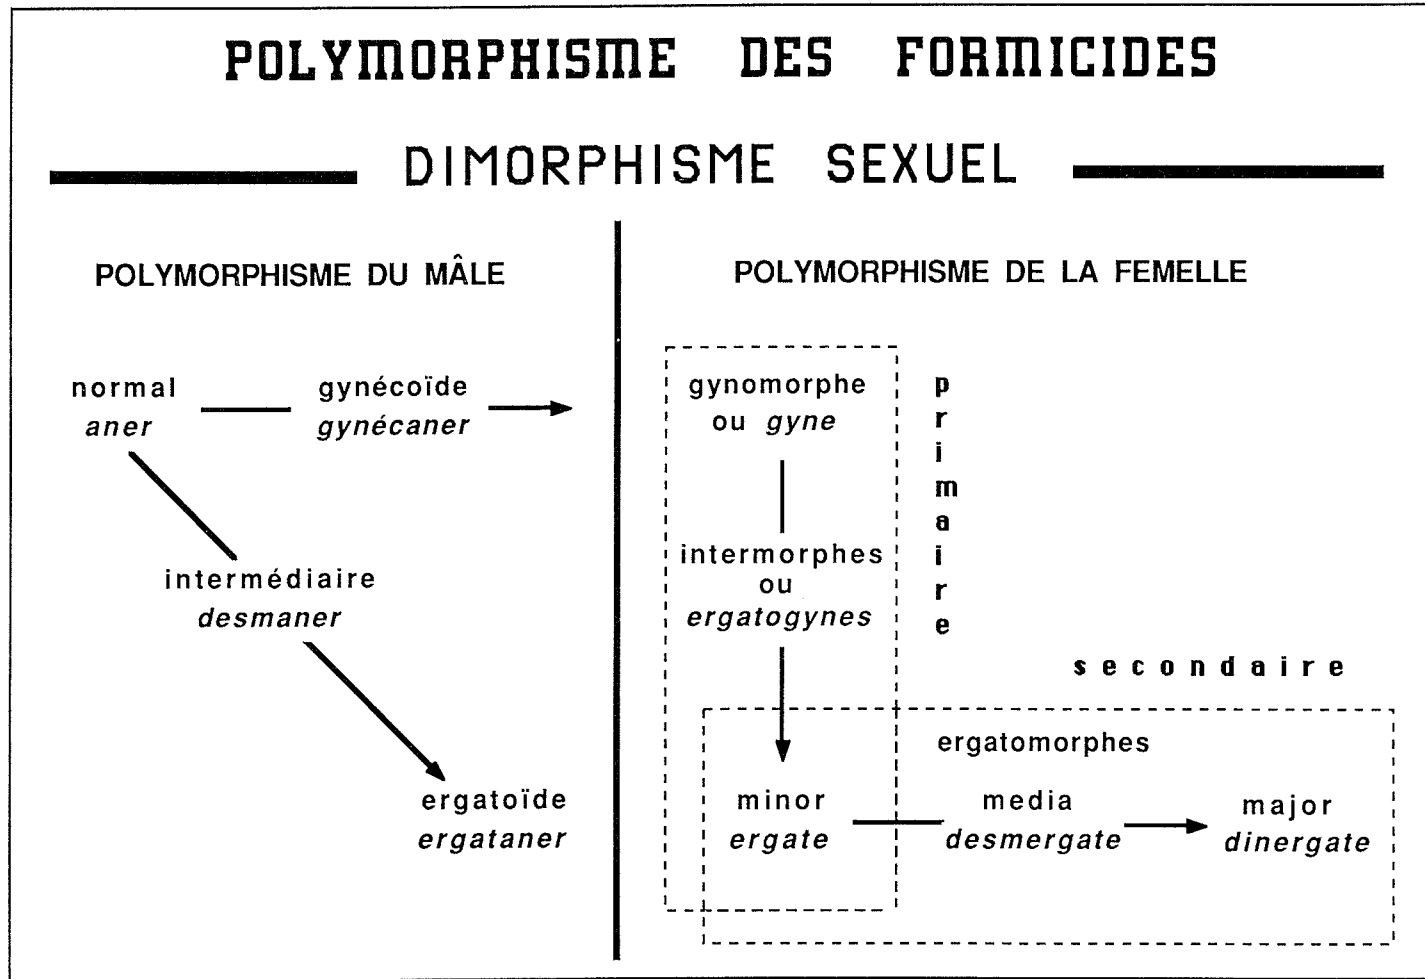 POLYMORPHISME DES FORMICIDES
DIMORPHISME SEXUEL
POLYMORPHISME DU MÂLE
normal
aner
gynécoïde
gynécaner
intermédiaire
desmaner
ergatoïde
ergataner
POLYMORPHISME DE LA FEMELLE
gynomorphe
ou gyne
intermorphes
ou
ergatogynes
primaire
secondaire
ergatomorphes
minor
ergate
media
desmergate
major
dinergate